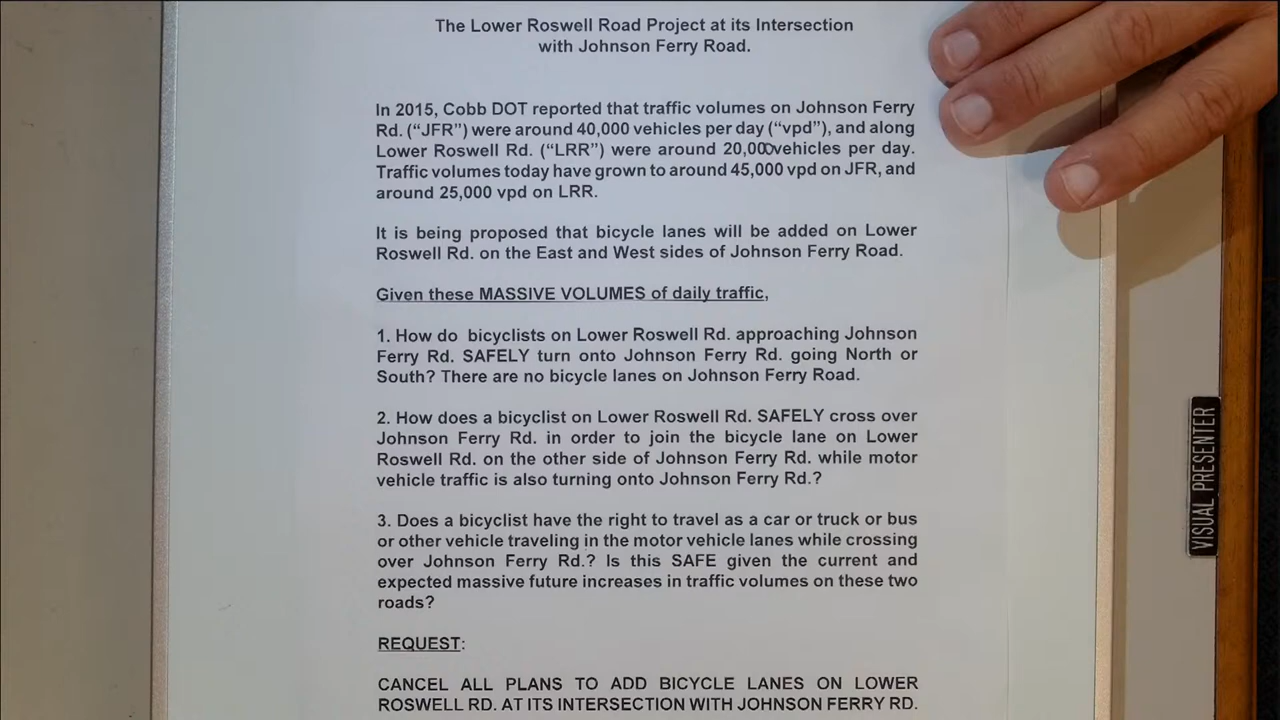 The Lower Roswell Road Project at its Intersection
with Johnson Ferry Road.
In 2015, Cobb DOT reported that traffic volumes on Johnson Ferry
Rd. (“JFR”) were around 40,000 vehicles per day (“vpd”), and along
Lower Roswell Rd. (“LRR”) were around 20,000vehicles per day.
Traffic volumes today have grown to around 45,000 vpd on JFR, and
around 25,000 vpd on LRR.
It is being proposed that bicycle lanes will be added on Lower
Roswell Rd. on the East and West sides of Johnson Ferry Road.
Given these MASSIVE VOLUMES of daily traffic,
1. How do bicyclists on Lower Roswell Rd. approaching Johnson
Ferry Rd. SAFELY turn onto Johnson Ferry Rd. going North or
South? There are no bicycle lanes on Johnson Ferry Road.
2. How does a bicyclist on Lower Roswell Rd. SAFELY cross over
Johnson Ferry Rd. in order to join the bicycle lane on Lower
Roswell Rd. on the other side of Johnson Ferry Rd. while motor
vehicle traffic is also turning onto Johnson Ferry Rd.?
3. Does a bicyclist have the right to travel as a car or truck or bus
or other vehicle traveling in the motor vehicle lanes while crossing
over Johnson Ferry Rd.? Is this SAFE given the current and
expected massive future increases in traffic volumes on these two
roads?
REQUEST:
CANCEL ALL PLANS TO ADD BICYCLE LANES ON LOWER
ROSWELL RD. AT ITS INTERSECTION WITH JOHNSON FERRY RD.
VISUAL PRESENTER